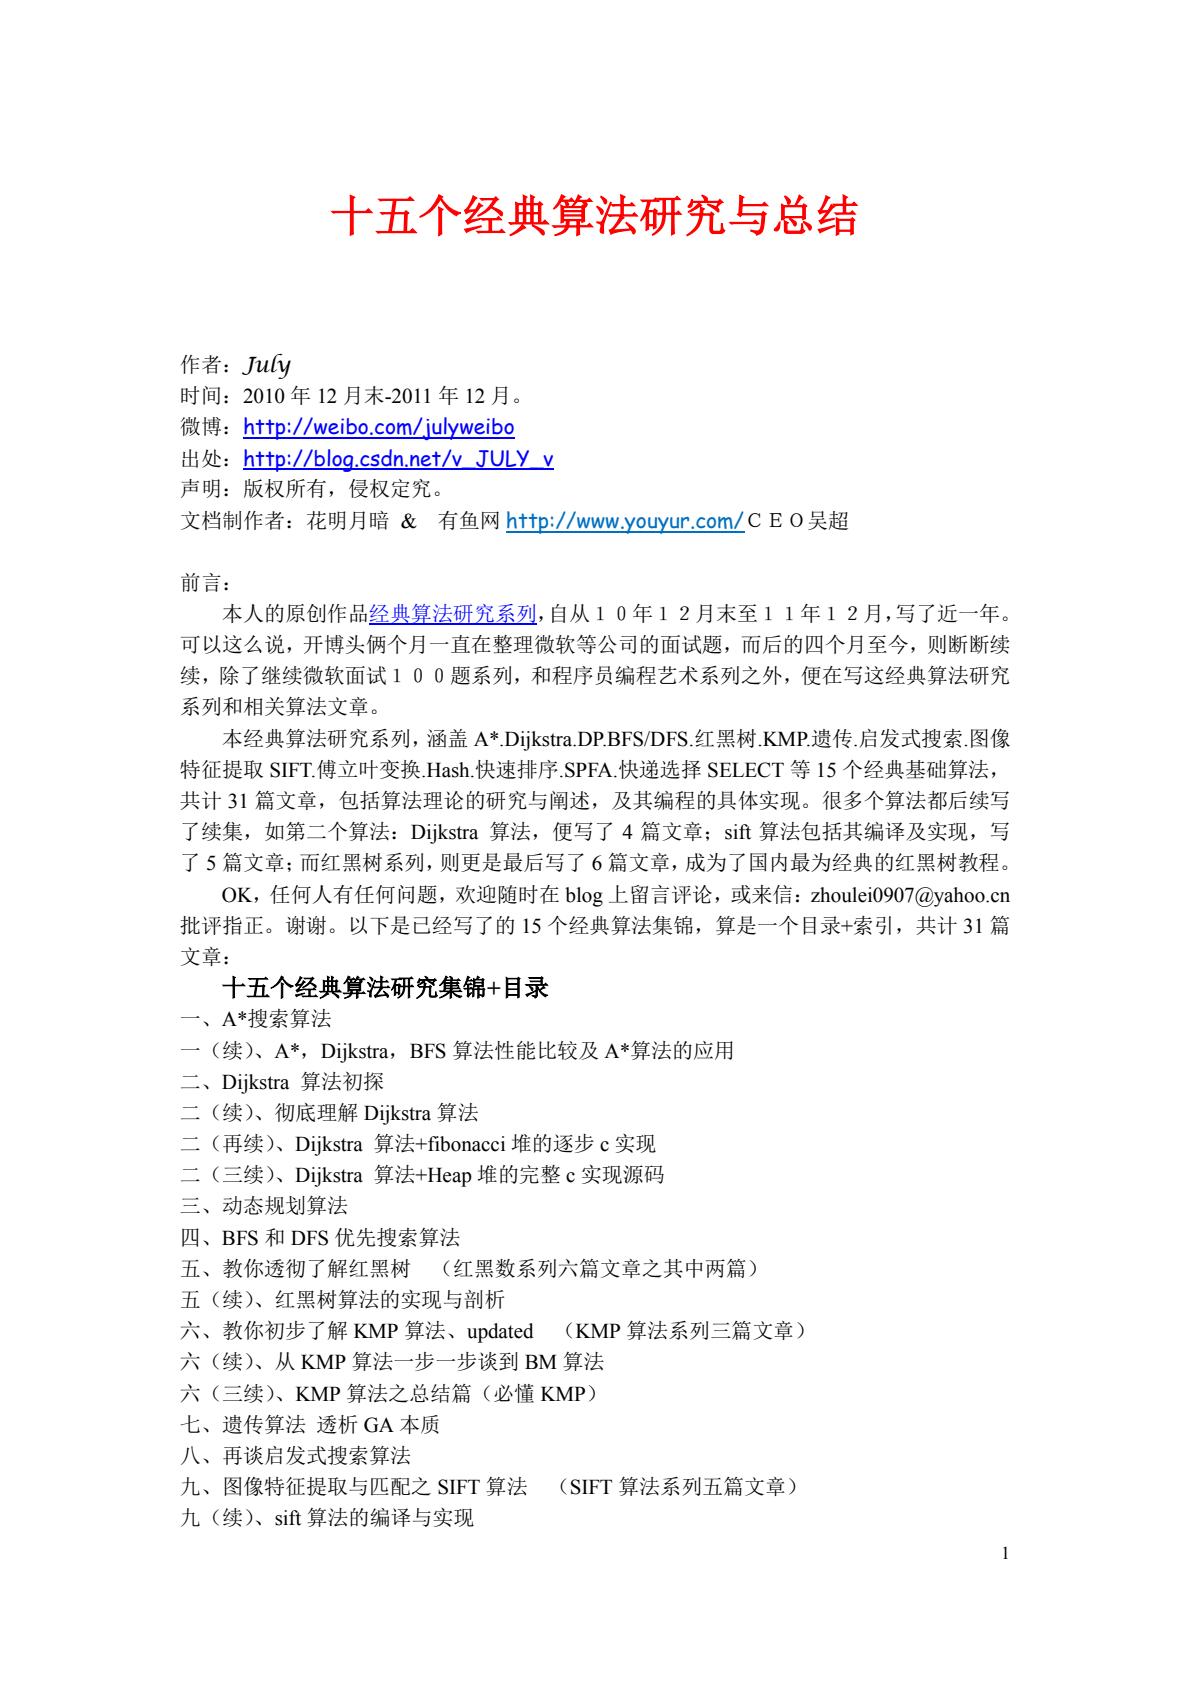 十五个经典算法研究与总结
作者：July
时间：2010 年 12 月末-2011 年 12 月。
微博：http://weibo.com/julyweibo
出处：http://blog.csdn.net/v_JULY_v
声明：版权所有，侵权定究。
文档制作者：花明月暗 & 有鱼网 http://www.youyur.com/ＣＥＯ吴超
前言：
本人的原创作品经典算法研究系列，自从１０年１２月末至１１年１２月，写了近一年。
可以这么说，开博头俩个月一直在整理微软等公司的面试题，而后的四个月至今，则断断续
续，除了继续微软面试１００题系列，和程序员编程艺术系列之外，便在写这经典算法研究
系列和相关算法文章。
本经典算法研究系列，涵盖 A*.Dijkstra.DP.BFS/DFS.红黑树.KMP.遗传.启发式搜索.图像
特征提取 SIFT.傅立叶变换.Hash.快速排序.SPFA.快递选择 SELECT 等 15 个经典基础算法，
共计 31 篇文章，包括算法理论的研究与阐述，及其编程的具体实现。很多个算法都后续写
了续集，如第二个算法：Dijkstra 算法，便写了 4 篇文章；sift 算法包括其编译及实现，写
了 5 篇文章；而红黑树系列，则更是最后写了 6 篇文章，成为了国内最为经典的红黑树教程。
OK，任何人有任何问题，欢迎随时在 blog 上留言评论，或来信：zhoulei0907@yahoo.cn
批评指正。谢谢。以下是已经写了的 15 个经典算法集锦，算是一个目录+索引，共计 31 篇
文章：
十五个经典算法研究集锦+目录
一、A*搜索算法
一（续）、A*，Dijkstra，BFS 算法性能比较及 A*算法的应用
二、Dijkstra 算法初探
二（续）、彻底理解 Dijkstra 算法
二（再续）、Dijkstra 算法+fibonacci 堆的逐步 c 实现
二（三续）、Dijkstra 算法+Heap 堆的完整 c 实现源码
三、动态规划算法
四、BFS 和 DFS 优先搜索算法
五、教你透彻了解红黑树 （红黑数系列六篇文章之其中两篇）
五（续）、红黑树算法的实现与剖析
六、教你初步了解 KMP 算法、updated （KMP 算法系列三篇文章）
六（续）、从 KMP 算法一步一步谈到 BM 算法
六（三续）、KMP 算法之总结篇（必懂 KMP）
七、遗传算法 透析 GA 本质
八、再谈启发式搜索算法
九、图像特征提取与匹配之 SIFT 算法 （SIFT 算法系列五篇文章）
九（续）、sift 算法的编译与实现
1